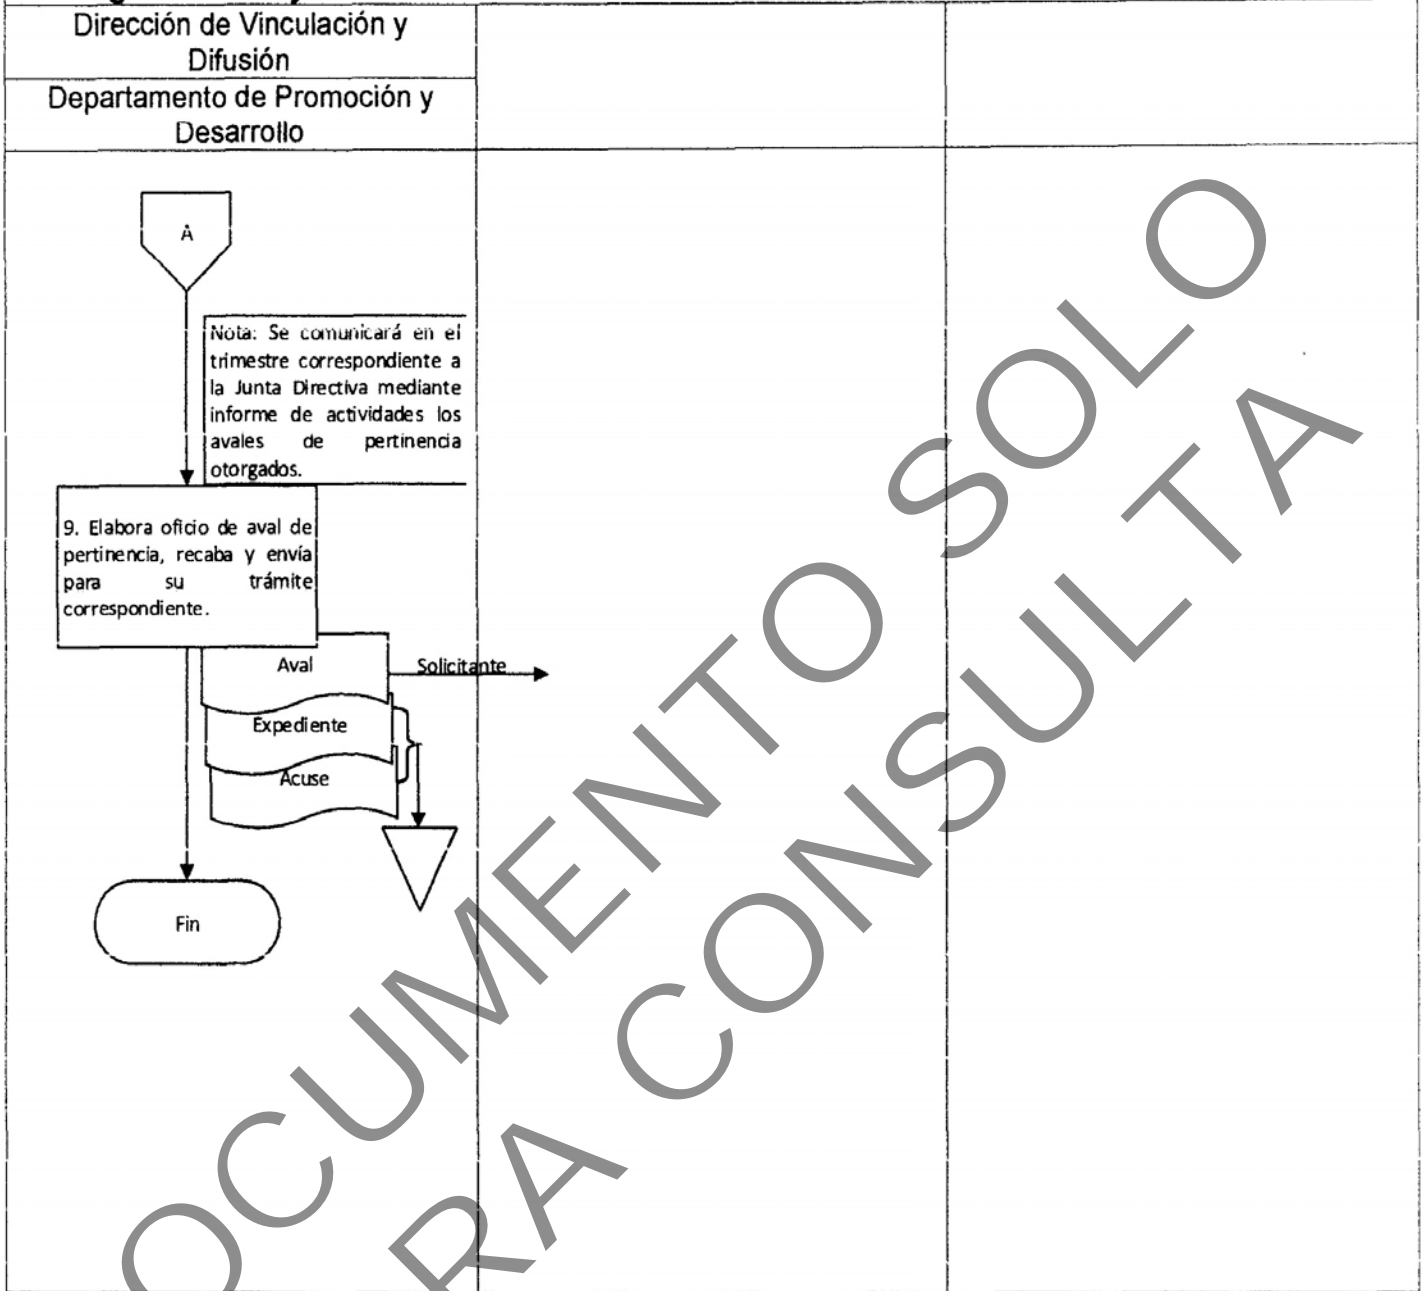 Dirección de Vinculación y
Difusión
Departamento de Promoción y
Desarrollo
A
Nota: Se comunicará en el
trimestre correspondiente a
la Junta Directiva mediante
informe de actividades los
avales de pertinencia
otorgados.
9. Elabora oficio de aval de
pertinencia, recaba y envía
para su trámite
correspondiente.
Aval
Solicitante
Expediente
Acuse
Fin
OCUMENTO SOLO
RA CONSULTA